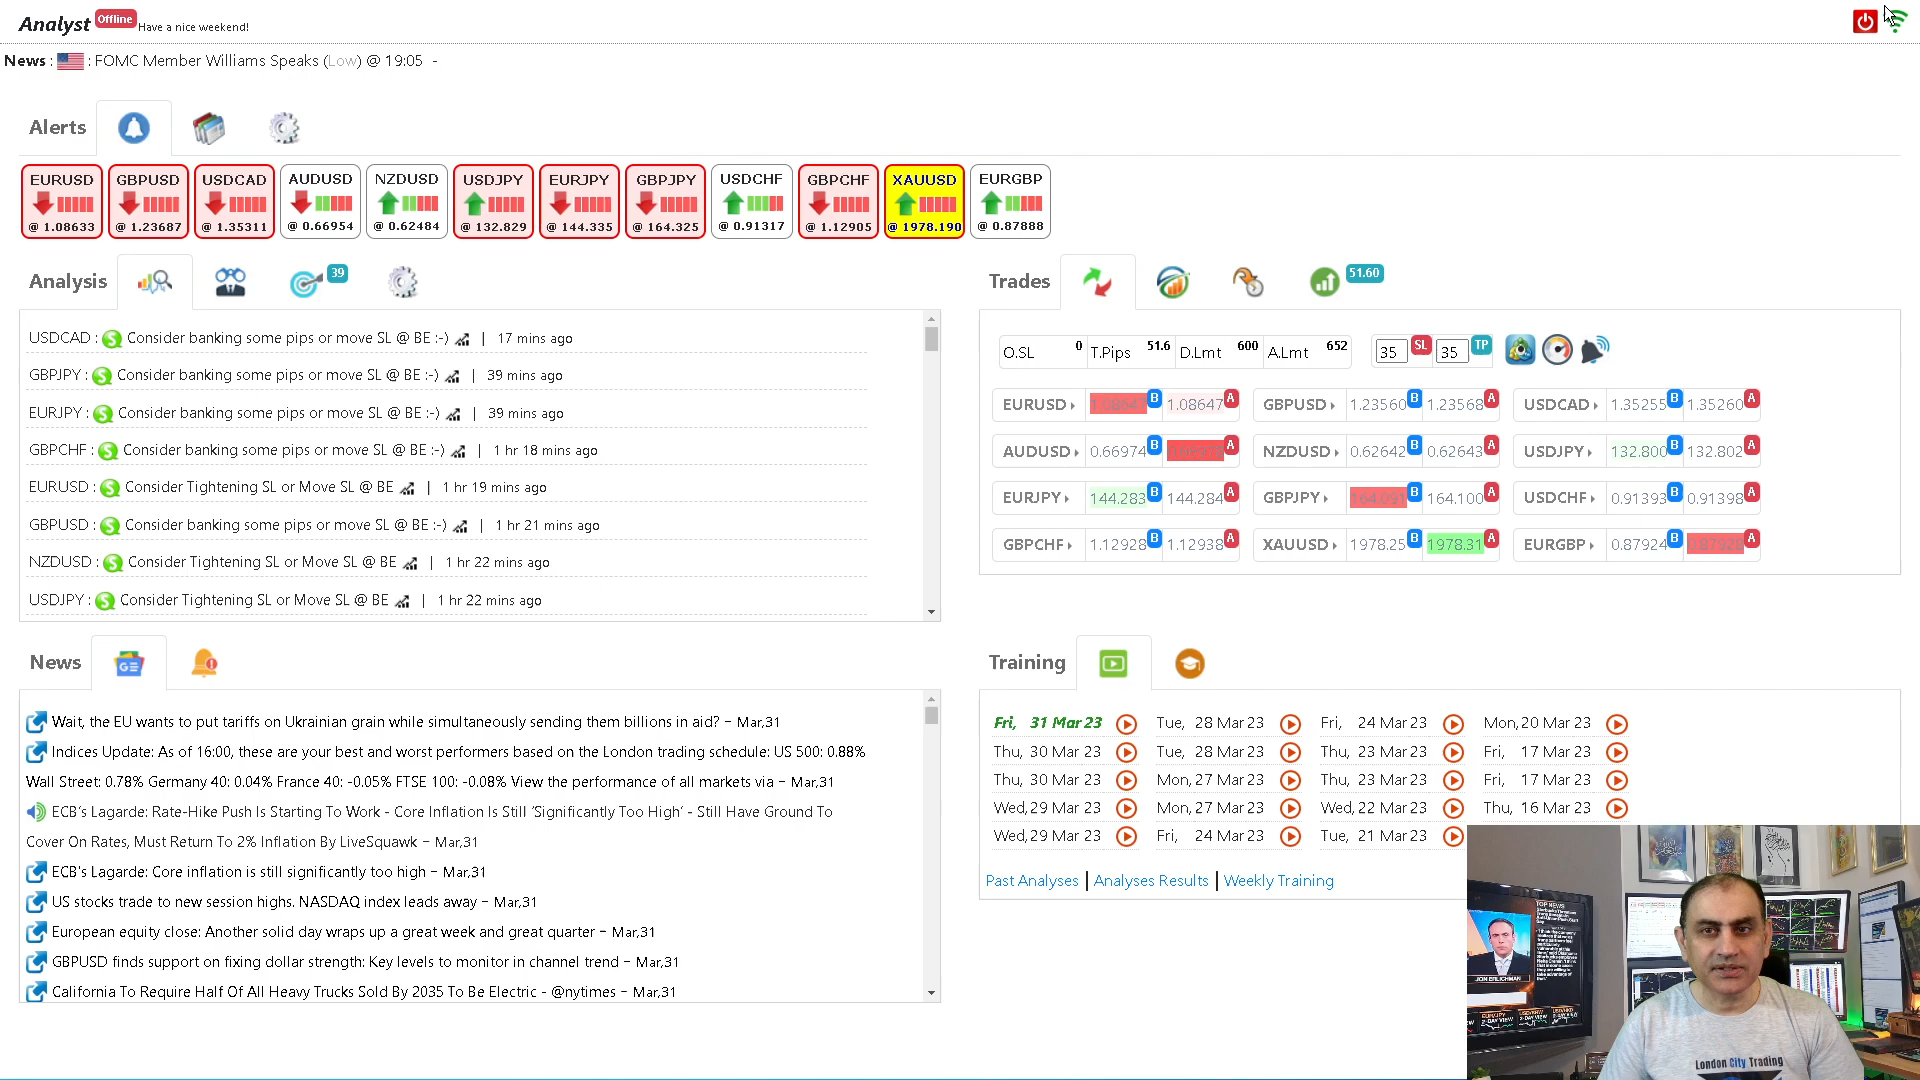 Analyst Offline Have a nice weekend!
News : : FOMC Member Williams Speaks (Low) @ 19:05 -
Alerts
EURUSD GBPUSD USDCAD AUDUSD NZDUSD USDJPY EURJPY GBPJPY USDCHF GBPCHF XAUUSD EURGBP
@ 1.08633 @ 1.23687 @ 1.35311 @ 0.66954 @ 0.62484 @ 132.829 @ 144.335 @ 164.325 @ 0.91317 @ 1.12905 @ 1978.190 @ 0.87888
Analysis 39
USDCAD : Consider banking some pips or move SL @ BE :-) | 17 mins ago
GBPJPY : Consider banking some pips or move SL @ BE :-) | 39 mins ago
EURJPY : Consider banking some pips or move SL @ BE :-) | 39 mins ago
GBPCHF : Consider banking some pips or move SL @ BE :-) | 1 hr 18 mins ago
EURUSD : Consider Tightening SL or Move SL @ BE | 1 hr 19 mins ago
GBPUSD : Consider banking some pips or move SL @ BE :-) | 1 hr 21 mins ago
NZDUSD : Consider Tightening SL or Move SL @ BE | 1 hr 22 mins ago
USDJPY : Consider Tightening SL or Move SL @ BE | 1 hr 22 mins ago
Trades 51.60
O.SL 0 T.Pips 51.6 D.Lmt 600 A.Lmt 652 35 SL 35 TP
EURUSD 1.08647 B 1.08647 A GBPUSD 1.23560 B 1.23568 A USDCAD 1.35255 B 1.35260 A
AUDUSD 0.66974 B A NZDUSD 0.62642 B 0.62643 A USDJPY 132.800 B 132.802 A
EURJPY 144.283 B 144.284 A GBPJPY 164.091 B 164.100 A USDCHF 0.91393 B 0.91398 A
GBPCHF 1.12928 B 1.12938 A XAUUSD 1978.25 B 1978.31 A EURGBP 0.87924 B 0.87928 A
News
Wait, the EU wants to put tariffs on Ukrainian grain while simultaneously sending them billions in aid? – Mar,31
Indices Update: As of 16:00, these are your best and worst performers based on the London trading schedule: US 500: 0.88%
Wall Street: 0.78% Germany 40: 0.04% France 40: -0.05% FTSE 100: -0.08% View the performance of all markets via – Mar,31
ECB's Lagarde: Rate-Hike Push Is Starting To Work - Core Inflation Is Still 'Significantly Too High' - Still Have Ground To
Cover On Rates, Must Return To 2% Inflation By LiveSquawk – Mar,31
ECB's Lagarde: Core inflation is still significantly too high – Mar,31
US stocks trade to new session highs. NASDAQ index leads away – Mar,31
European equity close: Another solid day wraps up a great week and great quarter – Mar,31
GBPUSD finds support on fixing dollar strength: Key levels to monitor in channel trend – Mar,31
California To Require Half Of All Heavy Trucks Sold By 2035 To Be Electric - @nytimes – Mar,31
Training
Fri, 31 Mar 23 Tue, 28 Mar 23 Fri, 24 Mar 23 Mon, 20 Mar 23
Thu, 30 Mar 23 Tue, 28 Mar 23 Thu, 23 Mar 23 Fri, 17 Mar 23
Thu, 30 Mar 23 Mon, 27 Mar 23 Thu, 23 Mar 23 Fri, 17 Mar 23
Wed, 29 Mar 23 Mon, 27 Mar 23 Wed, 22 Mar 23 Thu, 16 Mar 23
Wed, 29 Mar 23 Fri, 24 Mar 23 Tue, 21 Mar 23
Past Analyses | Analyses Results | Weekly Training
TOP NEWS
JON ERLICHMAN
EUR/JPY
2-DAY VIEW 2-DAY VIEW 2-DAY VIEW
London City Trading